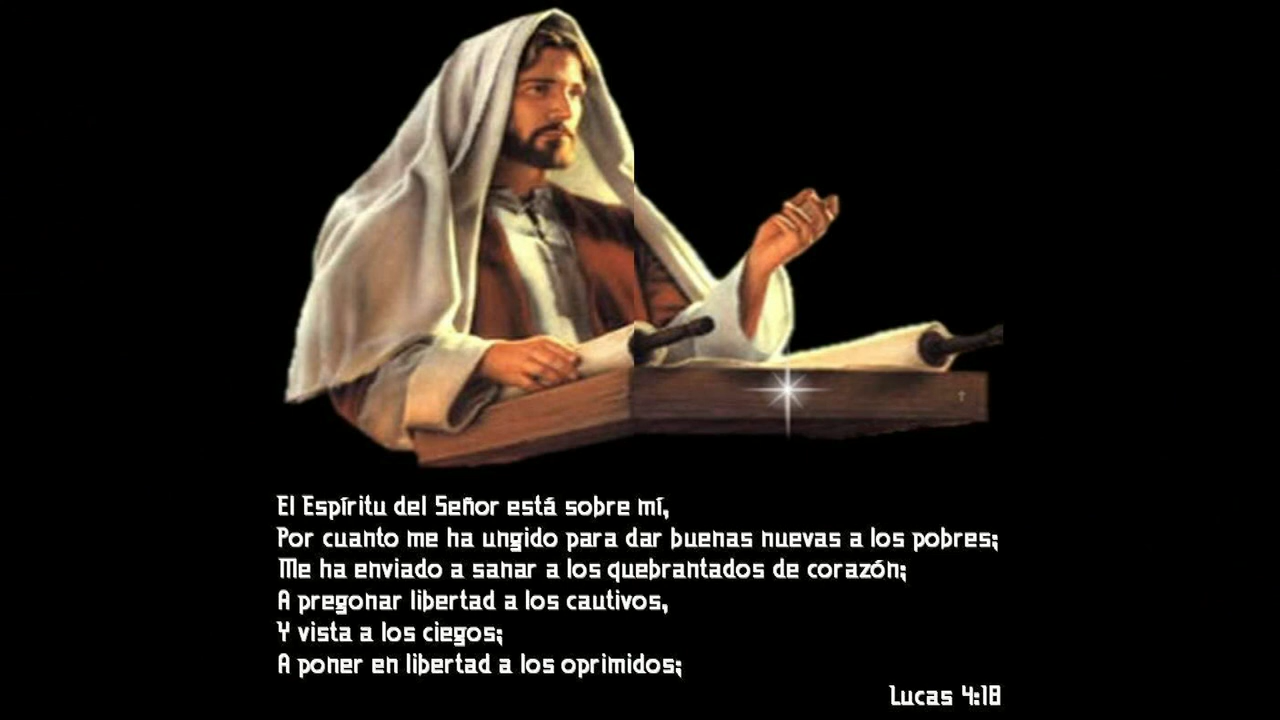 El Espíritu del Señor está sobre mí,
Por cuanto me ha ungido para dar buenas nuevas a los pobres;
Me ha enviado a sanar a los quebrantados de corazón;
A pregonar libertad a los cautivos,
Y vista a los ciegos;
A poner en libertad a los oprimidos;
Lucas 4:18